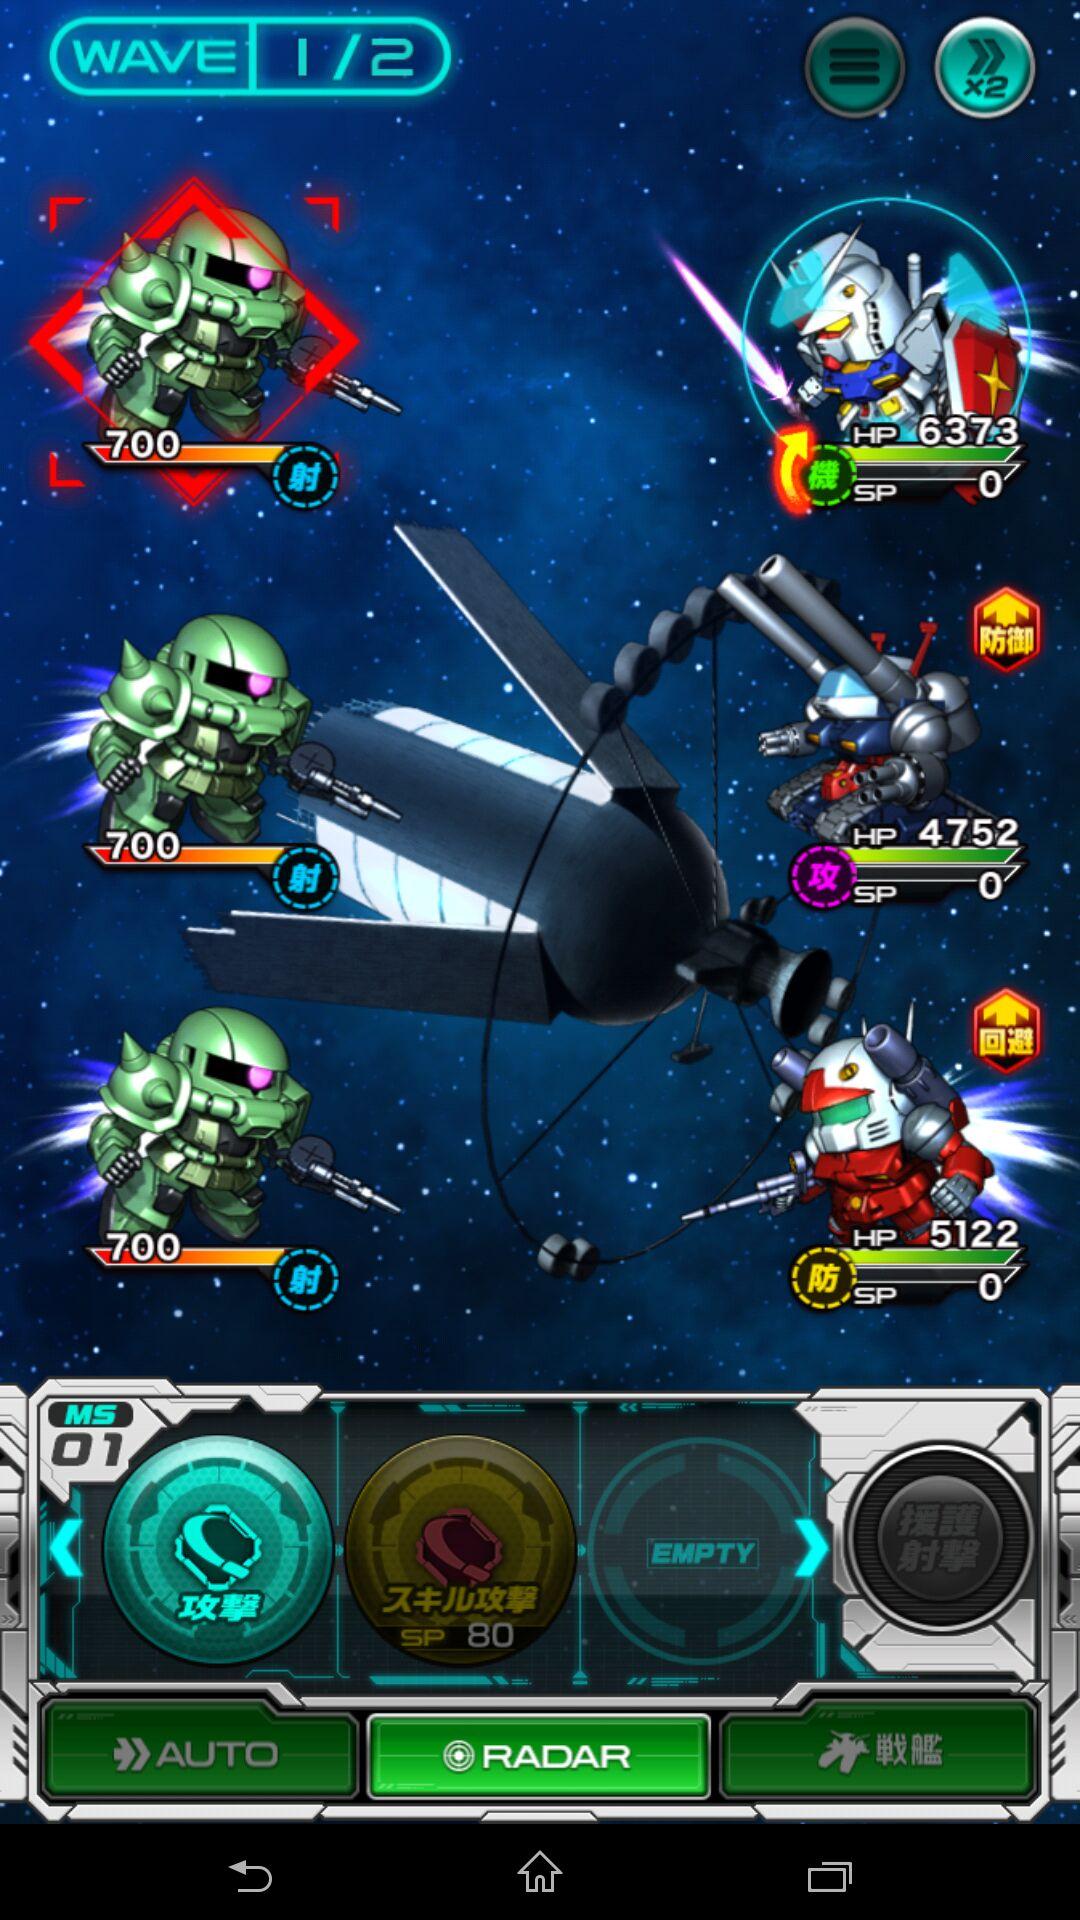 WAVE 1/2
×2
700
射
HP 6373
機
SP 0
防御
700
射
HP 4752
攻
SP 0
回避
700
射
HP 5122
防
SP 0
MS
01
攻撃
スキル攻撃
SP 80
EMPTY
援護
射撃
AUTO
RADAR
戦艦